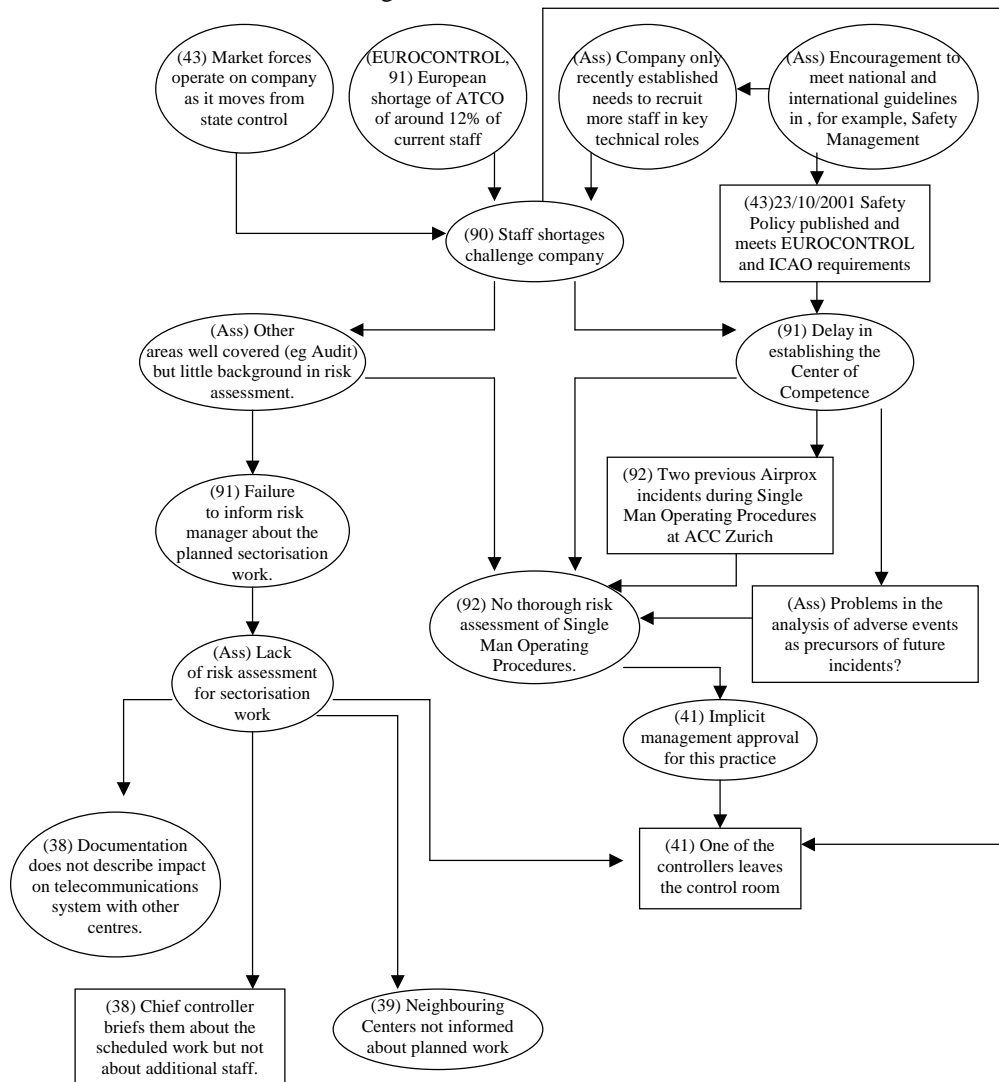 (43) Market forces
operate on company
as it moves from
state control
(EUROCONTROL,
91) European
shortage of ATCO
of around 12% of
current staff
(Ass) Company only
recently established
needs to recruit
more staff in key
technical roles
(Ass) Encouragement to
meet national and
international guidelines
in , for example, Safety
Management
(43)23/10/2001 Safety
Policy published and
meets EUROCONTROL
and ICAO requirements
(90) Staff shortages
challenge company
(Ass) Other
areas well covered (eg Audit)
but little background in risk
assessment.
(91) Delay in
establishing the
Center of
Competence
(92) Two previous Airprox
incidents during Single
Man Operating Procedures
at ACC Zurich
(91) Failure
to inform risk
manager about the
planned sectorisation
work.
(92) No thorough risk
assessment of Single
Man Operating
Procedures.
(Ass) Problems in the
analysis of adverse events
as precursors of future
incidents?
(Ass) Lack
of risk assessment
for sectorisation
work
(41) Implicit
management approval
for this practice
(38) Documentation
does not describe impact
on telecommunications
system with other
centres.
(41) One of the
controllers leaves
the control room
(38) Chief controller
briefs them about the
scheduled work but not
about additional staff.
(39) Neighbouring
Centers not informed
about planned work